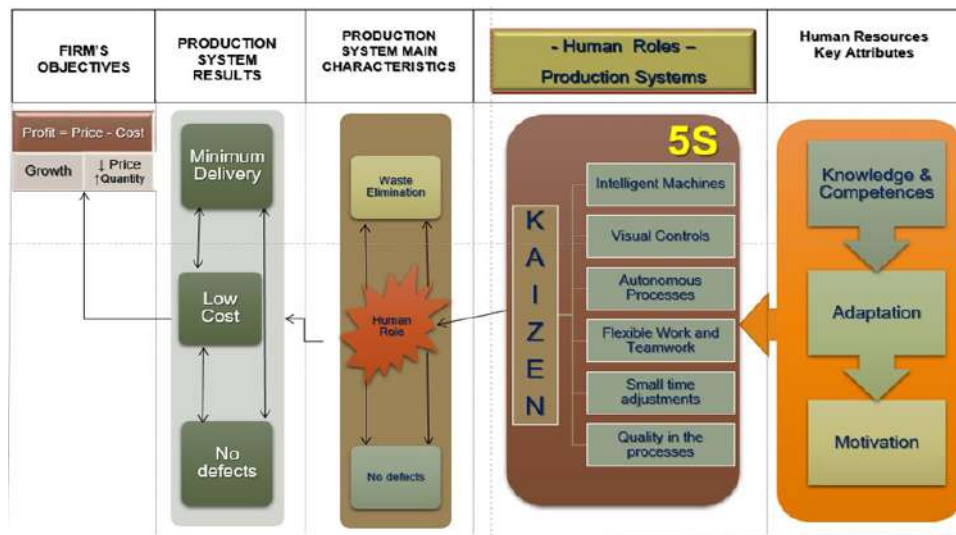 FIRM'S
OBJECTIVES
PRODUCTION
SYSTEM
RESULTS
PRODUCTION
SYSTEM MAIN
CHARACTERISTICS
- Human Roles –
Production Systems
Human Resources
Key Attributes
Profit = Price - Cost
Growth
↓ Price
↑Quantity
Minimum
Delivery
Low
Cost
No
defects
Waste
Elimination
Human
Role
No defects
5S
KAIZEN
Intelligent Machines
Visual Controls
Autonomous
Processes
Flexible Work and
Teamwork
Small time
adjustments
Quality in the
processes
Knowledge &
Competences
Adaptation
Motivation